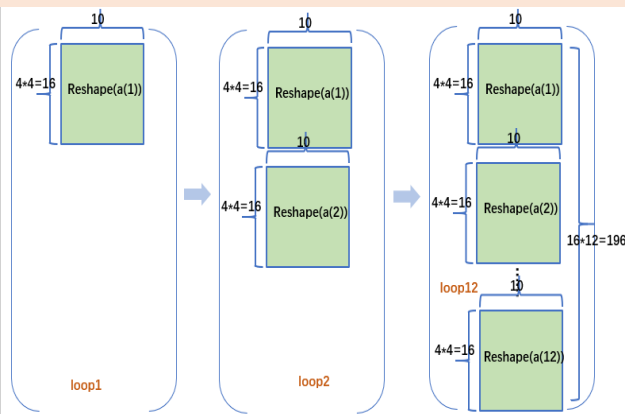 10
4*4=16
Reshape(a(1))
loop1
10
4*4=16
Reshape(a(1))
10
4*4=16
Reshape(a(2))
loop2
10
4*4=16
Reshape(a(1))
10
4*4=16
Reshape(a(2))
16*12=196
⋮
loop12
10
4*4=16
Reshape(a(12))